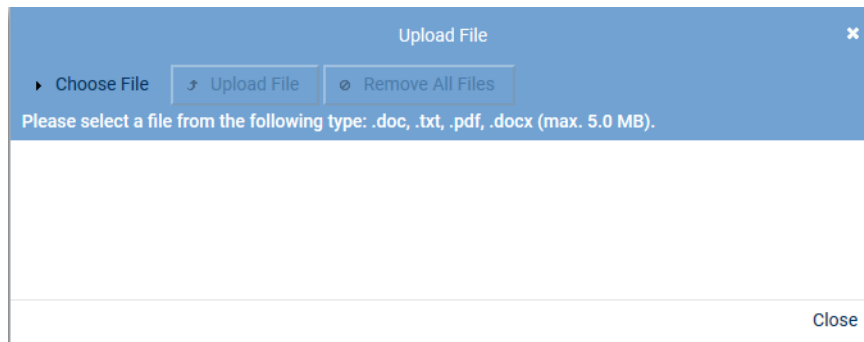 Upload File
Choose File Upload File Remove All Files
Please select a file from the following type: .doc, .txt, .pdf, .docx (max. 5.0 MB).
Close